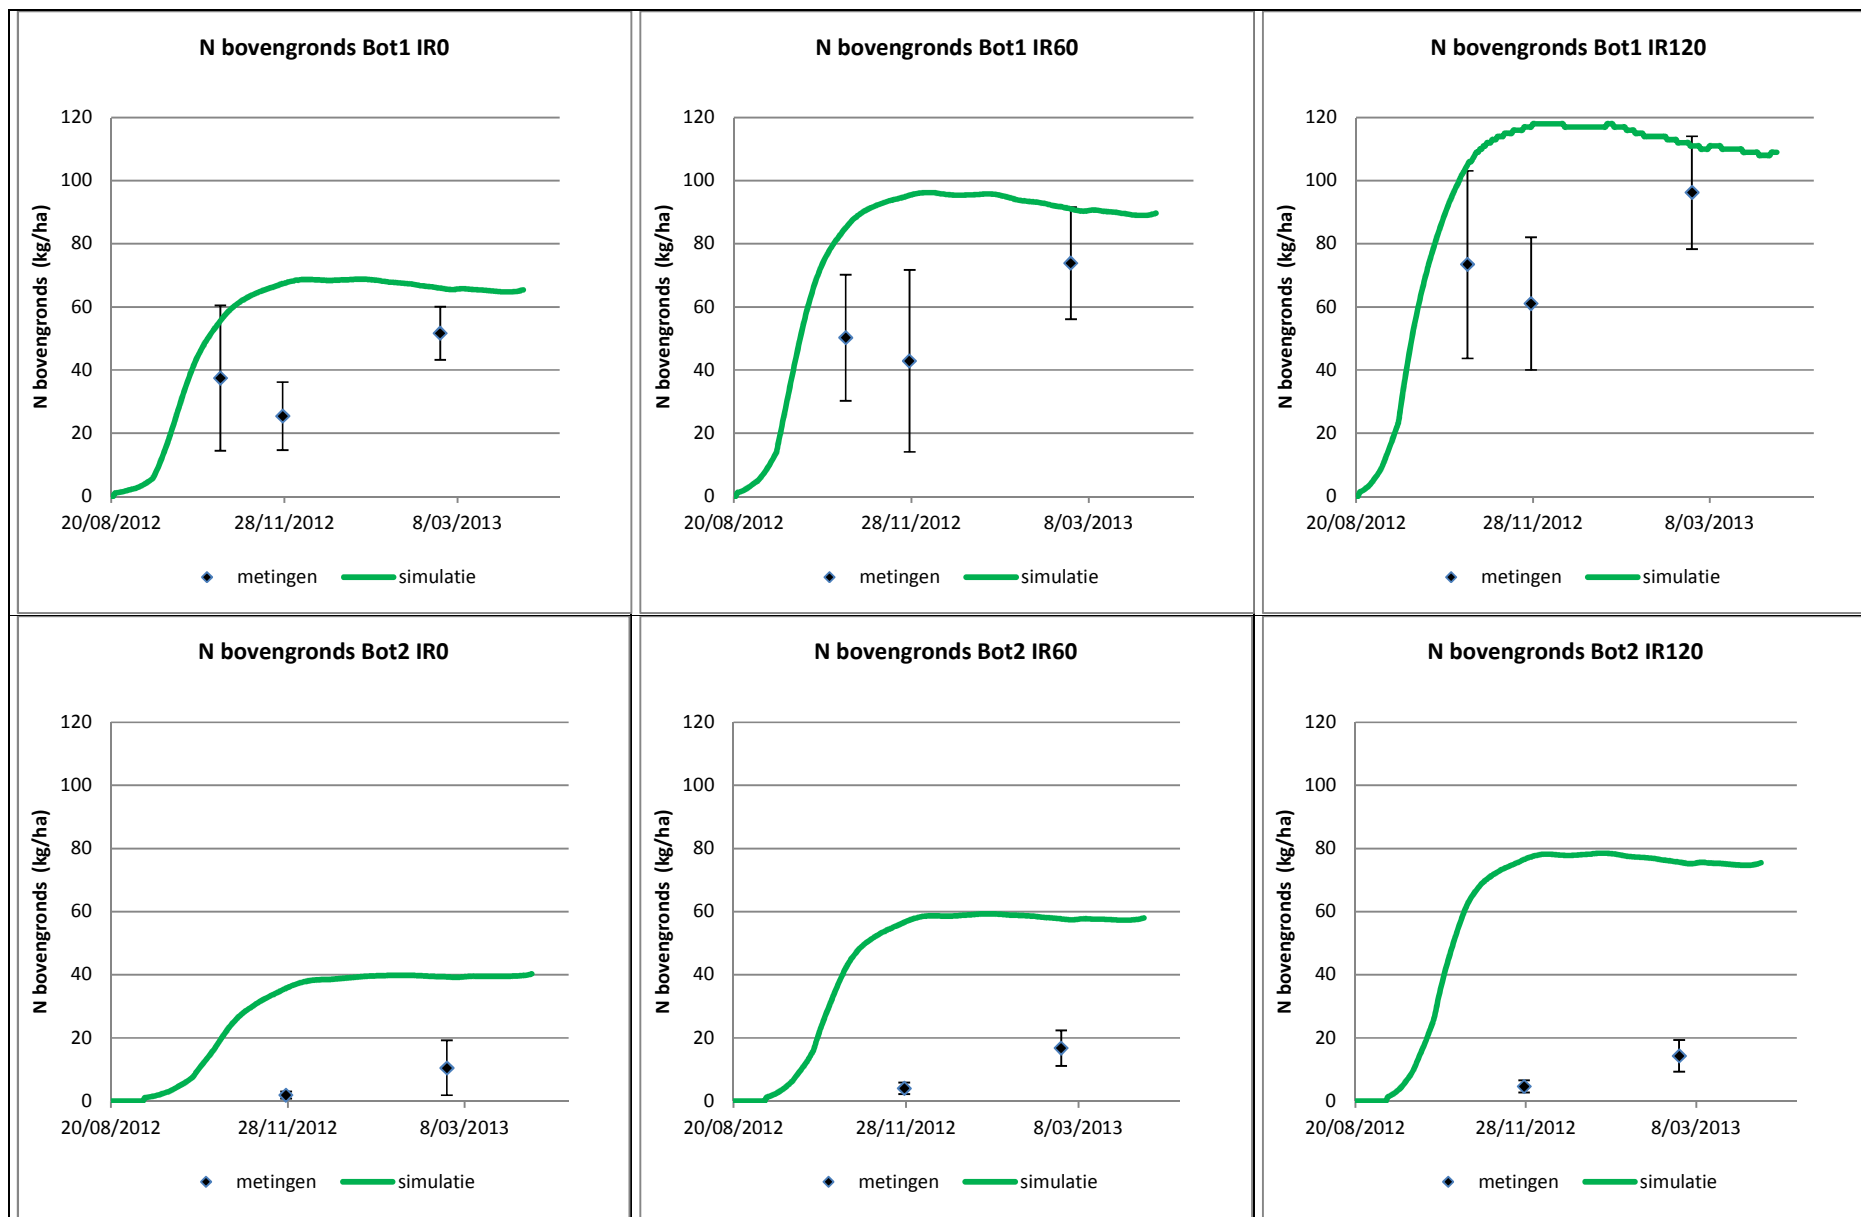 N bovengronds Bot1 IR0
N bovengronds (kg/ha)
120
100
80
60
40
20
0
20/08/2012 28/11/2012 8/03/2013
metingen simulatie
N bovengronds Bot1 IR60
N bovengronds (kg/ha)
120
100
80
60
40
20
0
20/08/2012 28/11/2012 8/03/2013
metingen simulatie
N bovengronds Bot1 IR120
N bovengronds (kg/ha)
120
100
80
60
40
20
0
20/08/2012 28/11/2012 8/03/2013
metingen simulatie
N bovengronds Bot2 IR0
N bovengronds (kg/ha)
120
100
80
60
40
20
0
20/08/2012 28/11/2012 8/03/2013
metingen simulatie
N bovengronds Bot2 IR60
N bovengronds (kg/ha)
120
100
80
60
40
20
0
20/08/2012 28/11/2012 8/03/2013
metingen simulatie
N bovengronds Bot2 IR120
N bovengronds (kg/ha)
120
100
80
60
40
20
0
20/08/2012 28/11/2012 8/03/2013
metingen simulatie